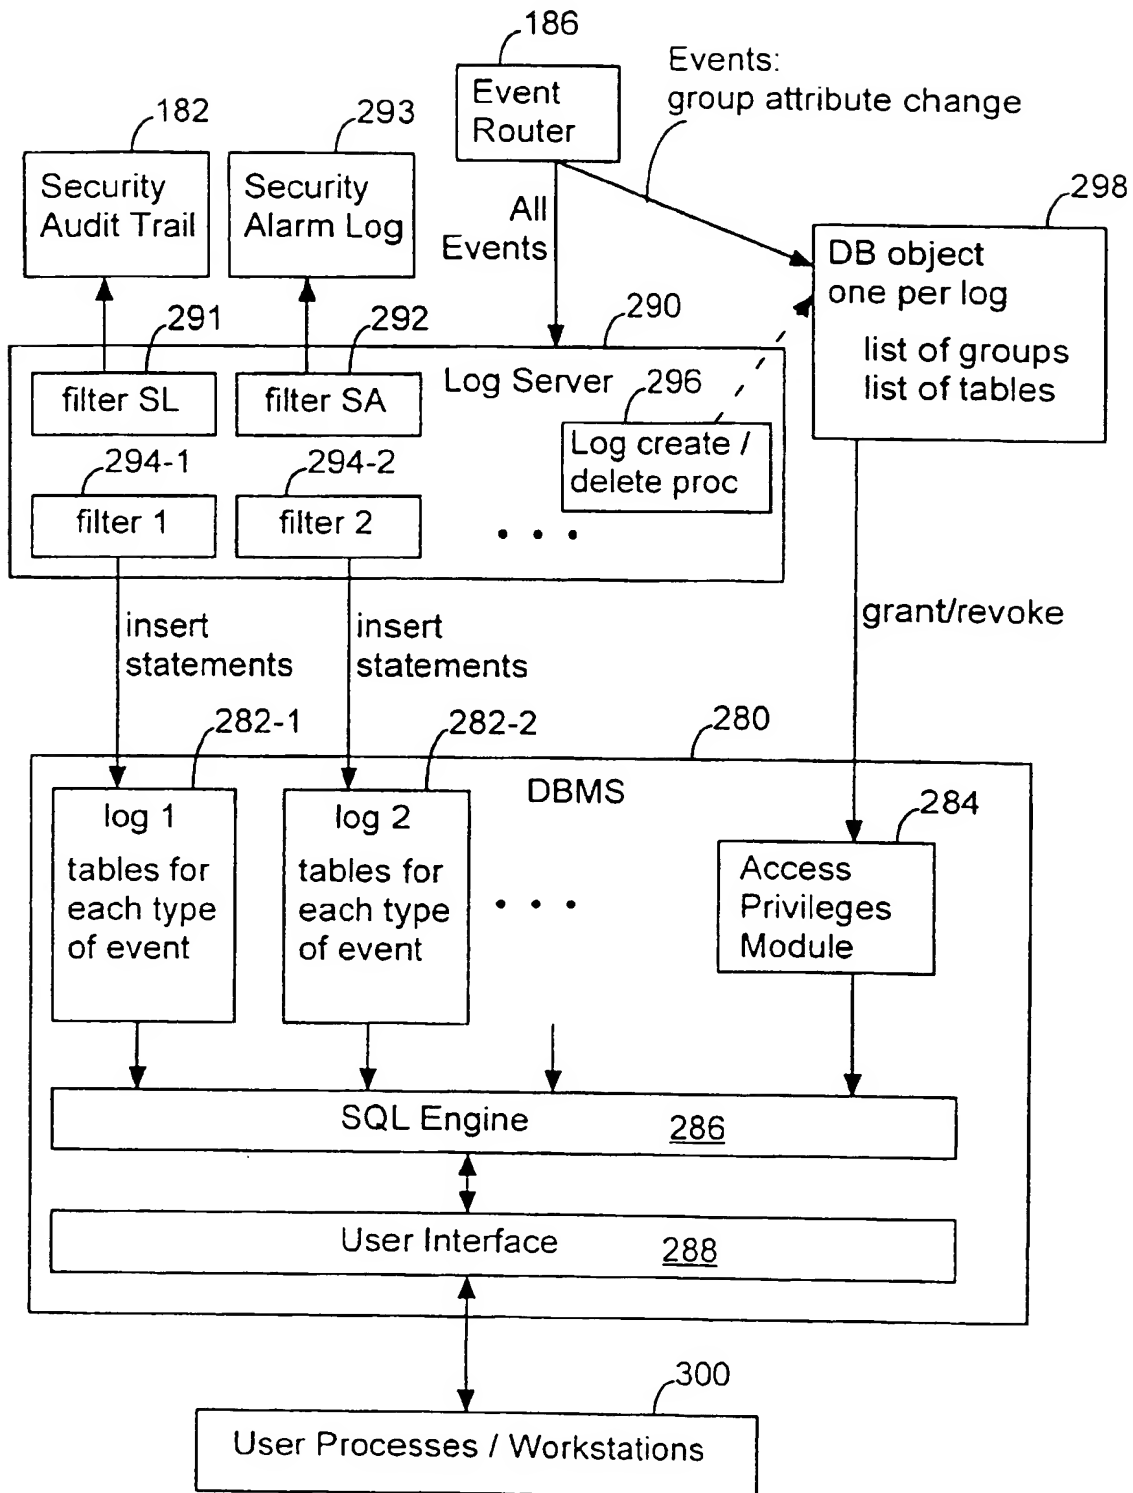 186
Event
Router
Events:
group attribute change
182
293
Security
Audit Trail
Security
Alarm Log
All
Events
298
DB object
one per log
list of groups
list of tables
291
292
290
filter SL
filter SA
Log Server
296
Log create /
delete proc
294-1
294-2
filter 1
filter 2
. . .
insert
statements
insert
statements
grant/revoke
282-1
282-2
280
DBMS
log 1
tables for
each type
of event
log 2
tables for
each type
of event
. . .
284
Access
Privileges
Module
SQL Engine 286
User Interface 288
300
User Processes / Workstations